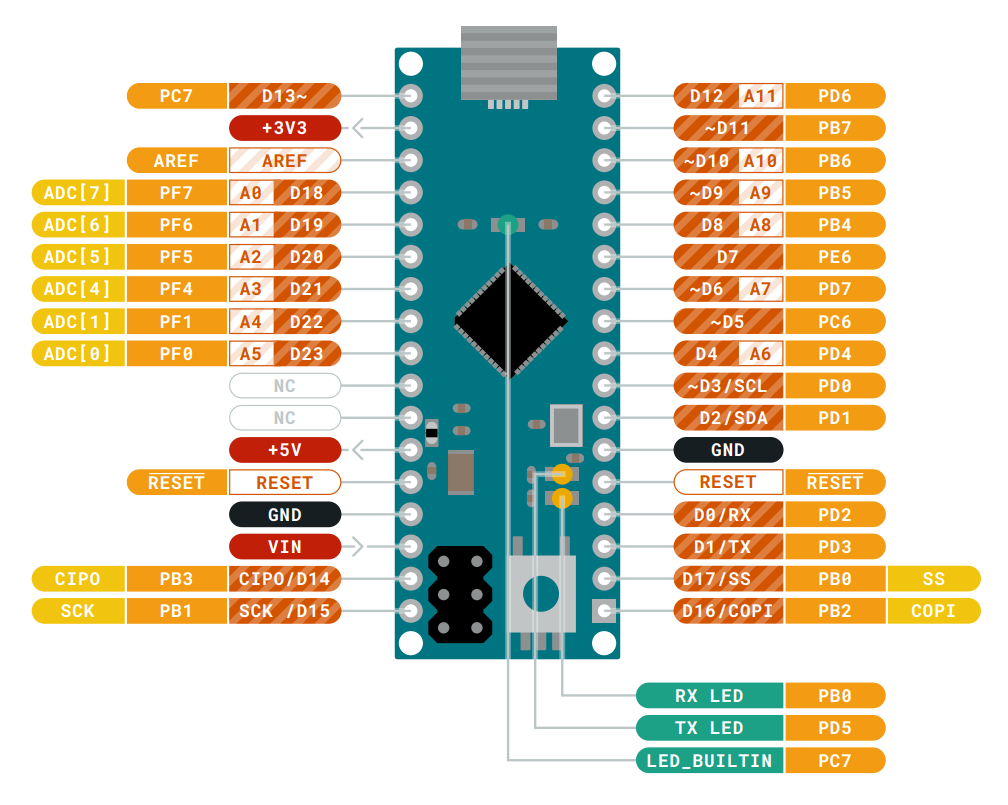 PC7 D13~ D12 A11 PD6
+3V3 ~D11 PB7
AREF AREF ~D10 A10 PB6
ADC[7] PF7 A0 D18 ~D9 A9 PB5
ADC[6] PF6 A1 D19 D8 A8 PB4
ADC[5] PF5 A2 D20 D7 PE6
ADC[4] PF4 A3 D21 ~D6 A7 PD7
ADC[1] PF1 A4 D22 ~D5 PC6
ADC[0] PF0 A5 D23 D4 A6 PD4
NC ~D3/SCL PD0
NC D2/SDA PD1
+5V GND
RESET RESET RESET RESET
GND D0/RX PD2
VIN D1/TX PD3
CIPO PB3 CIPO/D14 D17/SS PB0 SS
SCK PB1 SCK /D15 D16/COPI PB2 COPI
RX LED PB0
TX LED PD5
LED_BUILTIN PC7